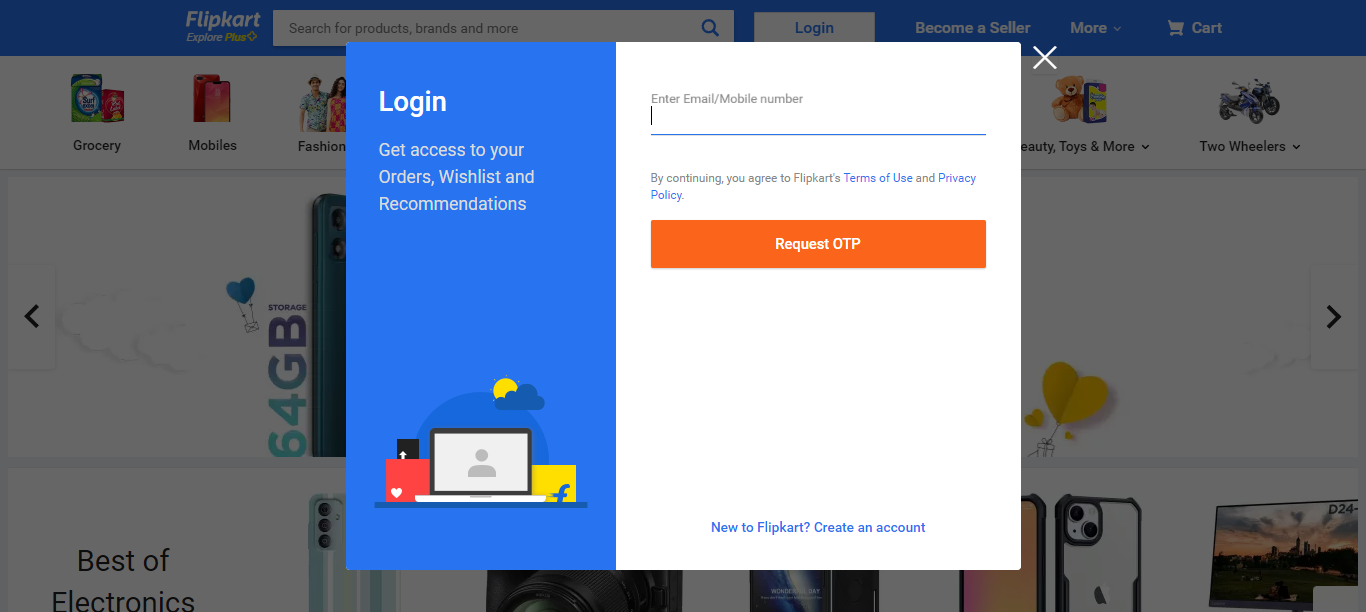 Flipkart
Explore Plus
Search for products, brands and more
Login
Become a Seller
More
Cart
Grocery
Mobiles
Fashion
eauty, Toys & More
Two Wheelers
Surf
Login
Get access to your
Orders, Wishlist and
Recommendations
Enter Email/Mobile number
By continuing, you agree to Flipkart's Terms of Use and Privacy
Policy.
Request OTP
New to Flipkart? Create an account
STORAGE
64GB
Best of
Electronics
WONDERFUL DAY
D24-